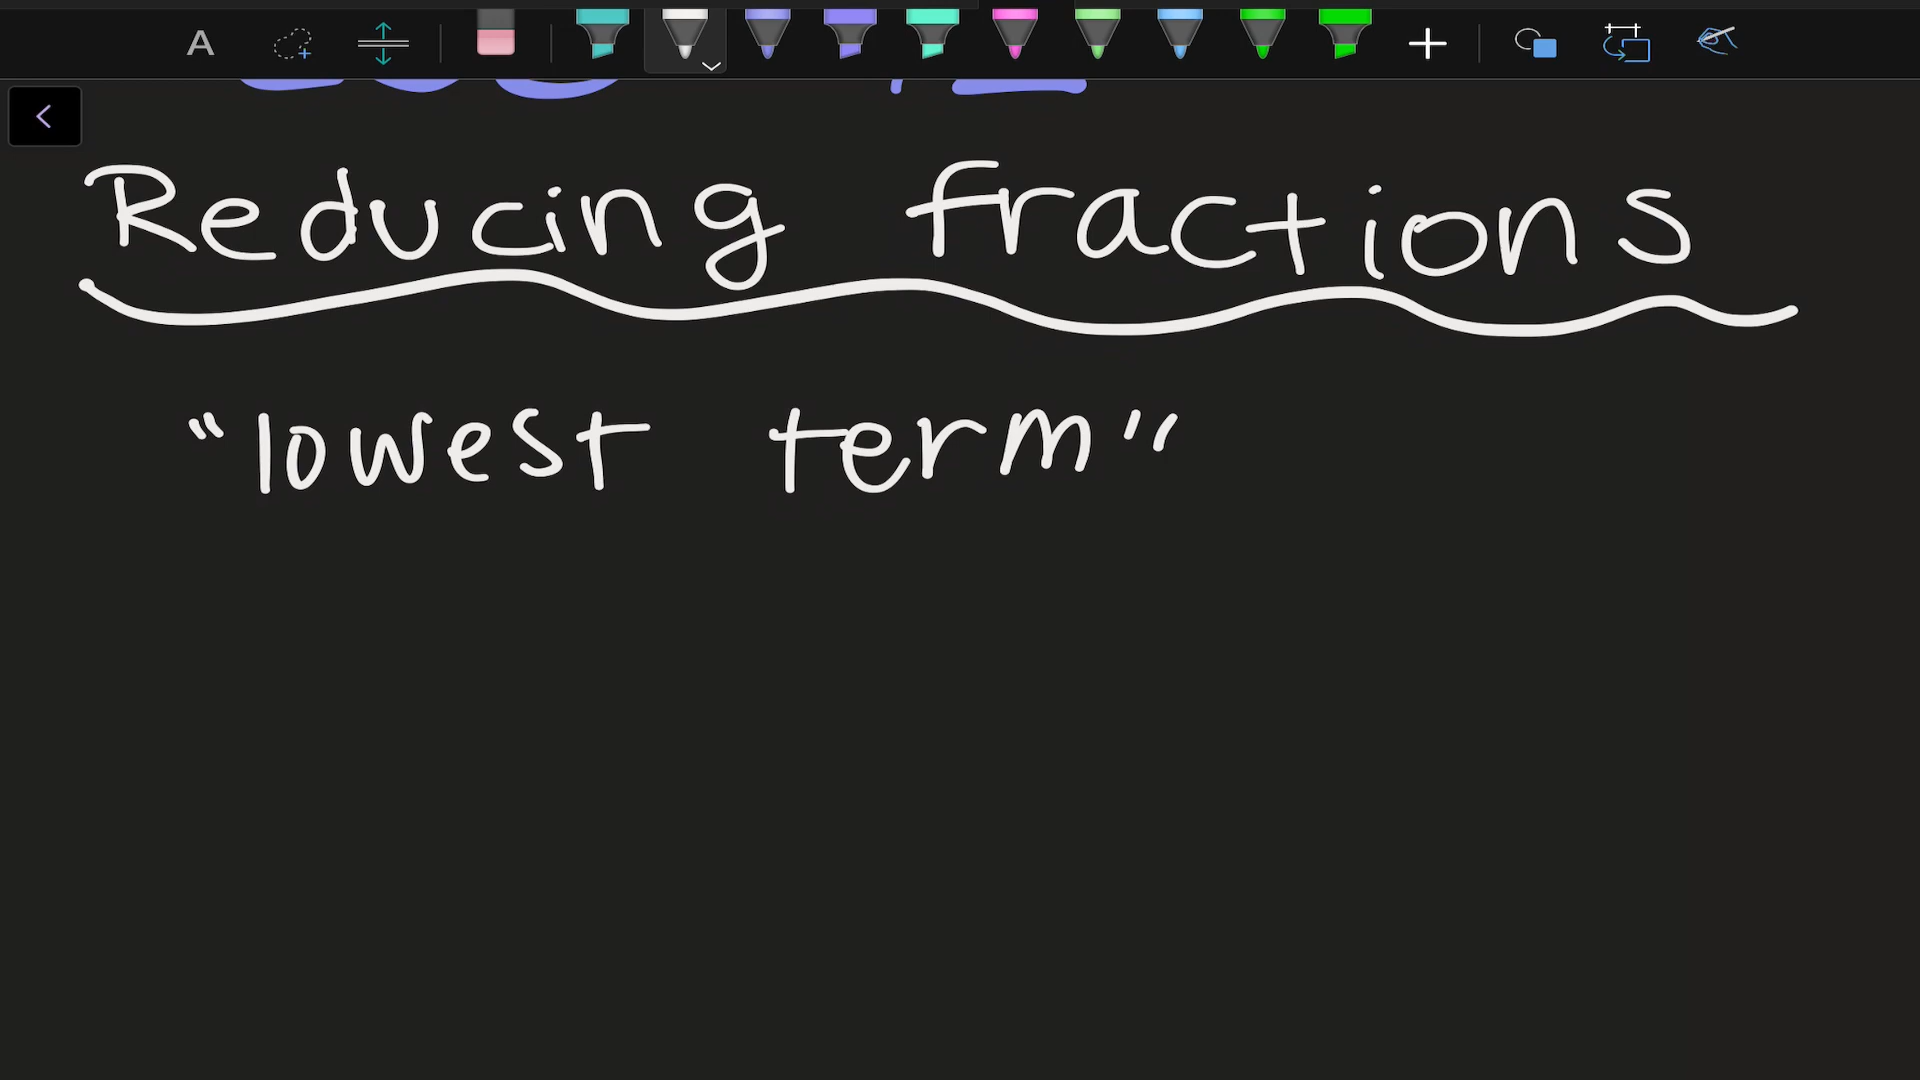 A
Reducing fractions
"lowest term"